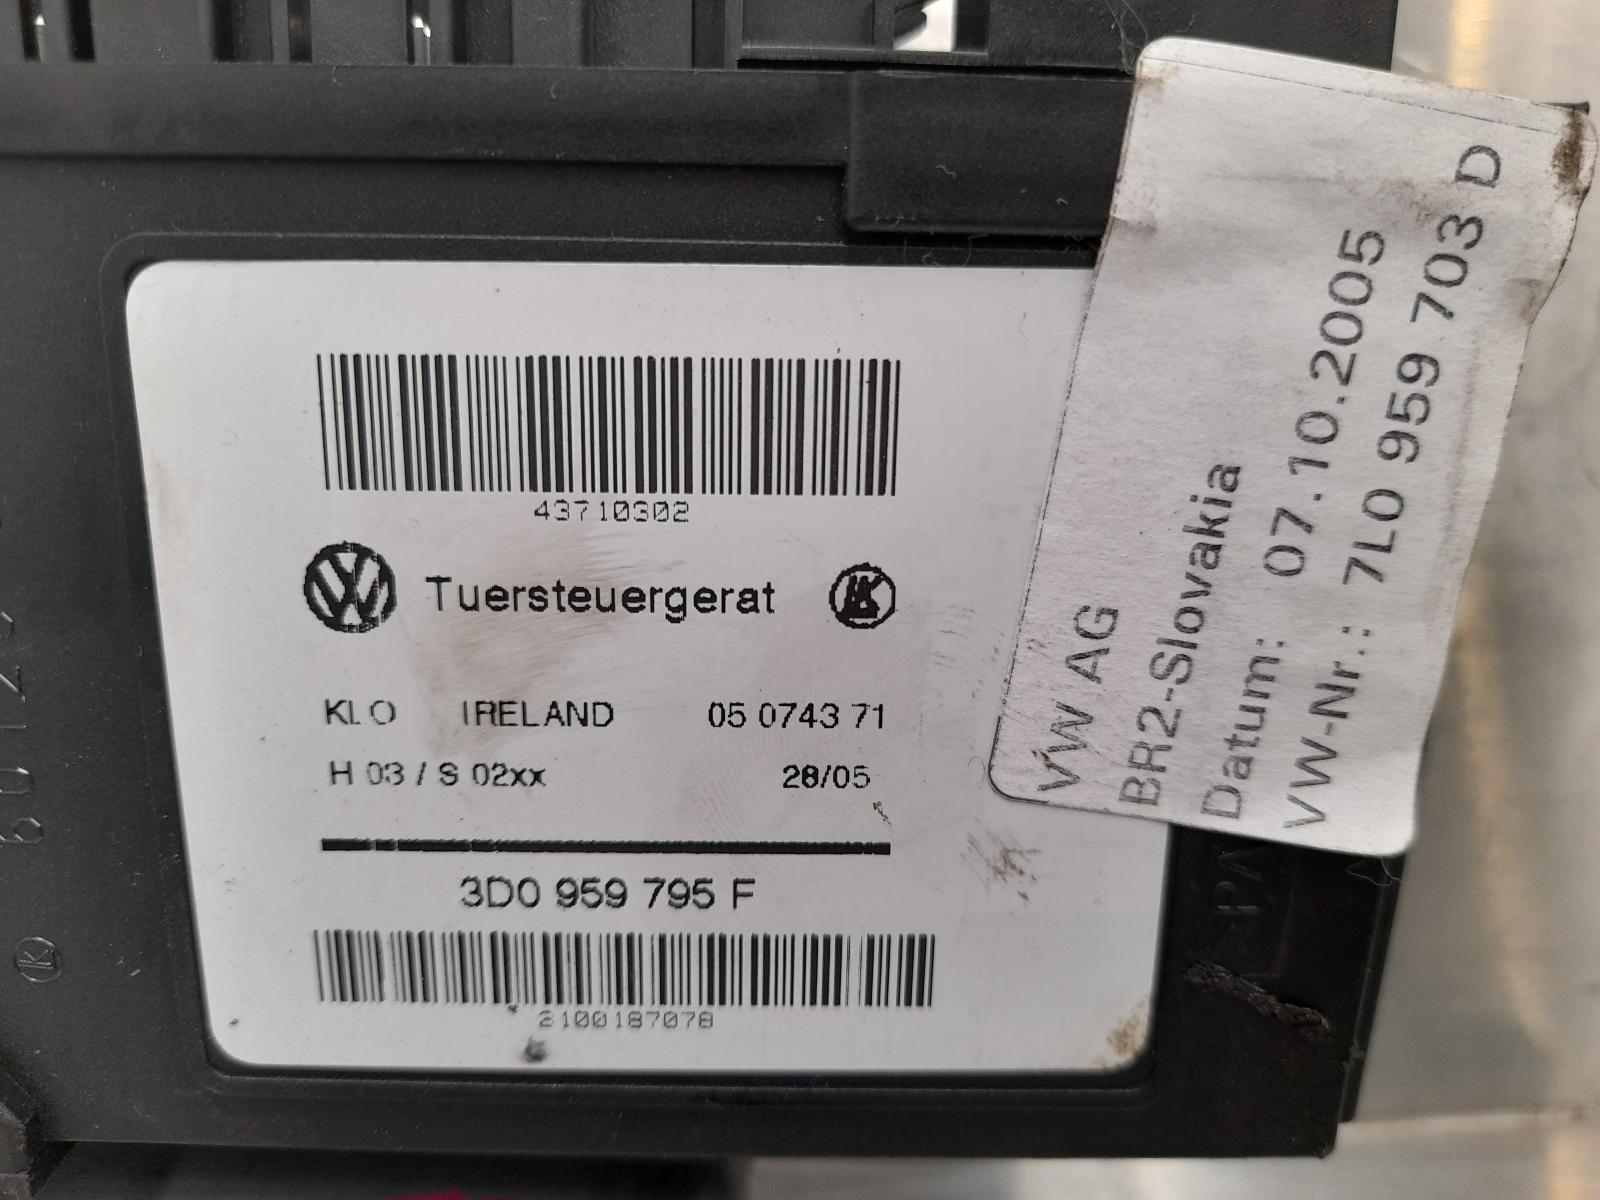 43710302
Tuersteuergerat
KLO IRELAND 05 0743 71
H 03 / S 02xx 28/05
3D0 959 795 F
2100187078
VW AG
BR2-Slovakia
Datum: 07.10.2005
VW-Nr.: 7L0 959 703 D